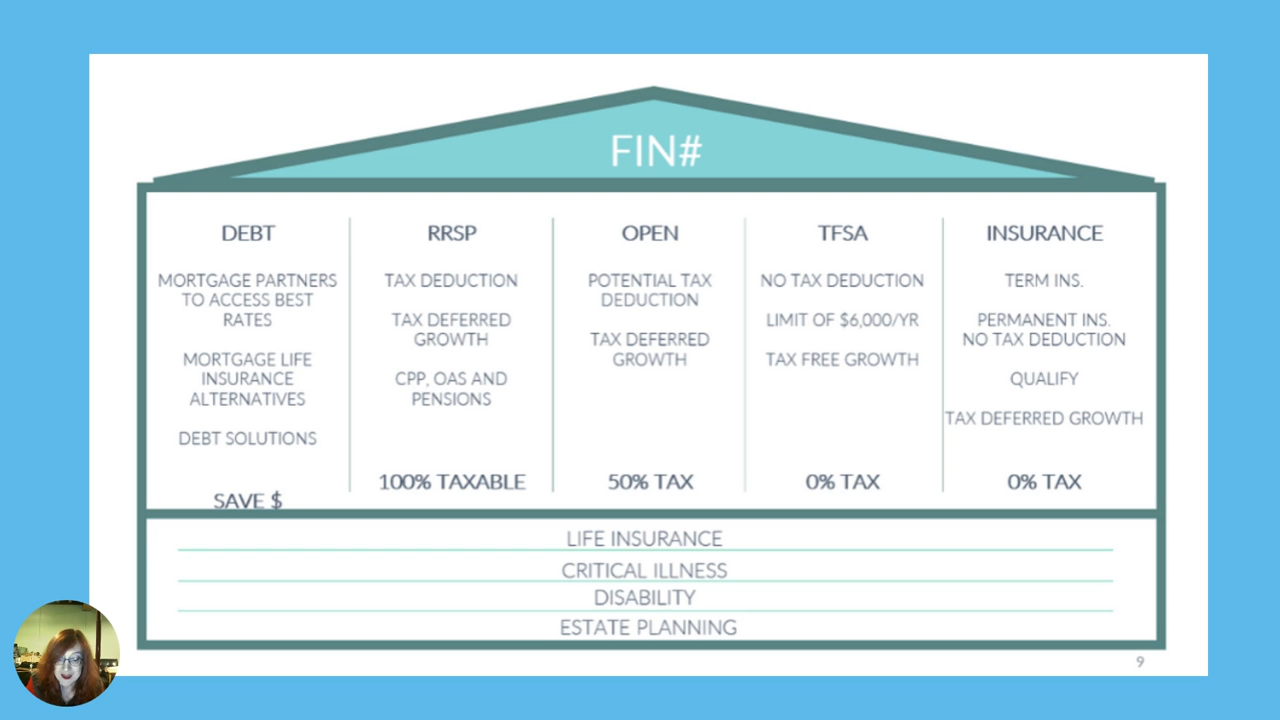 FIN#
DEBT
MORTGAGE PARTNERS
TO ACCESS BEST
RATES
MORTGAGE LIFE
INSURANCE
ALTERNATIVES
DEBT SOLUTIONS
SAVE $
RRSP
TAX DEDUCTION
TAX DEFERRED
GROWTH
CPP, OAS AND
PENSIONS
100% TAXABLE
OPEN
POTENTIAL TAX
DEDUCTION
TAX DEFERRED
GROWTH
50% TAX
TFSA
NO TAX DEDUCTION
LIMIT OF $6,000/YR
TAX FREE GROWTH
0% TAX
INSURANCE
TERM INS.
PERMANENT INS.
NO TAX DEDUCTION
QUALIFY
TAX DEFERRED GROWTH
0% TAX
LIFE INSURANCE
CRITICAL ILLNESS
DISABILITY
ESTATE PLANNING
9